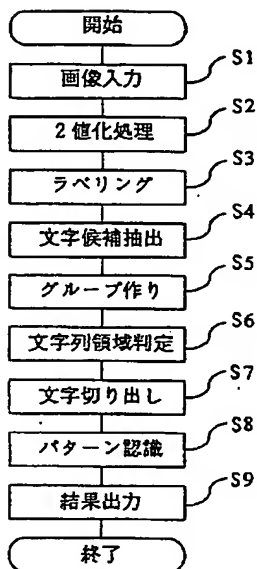 開始
画像入力 S1
2値化処理 S2
ラベリング S3
文字候補抽出 S4
グループ作り S5
文字列領域判定 S6
文字切り出し S7
パターン認識 S8
結果出力 S9
終了